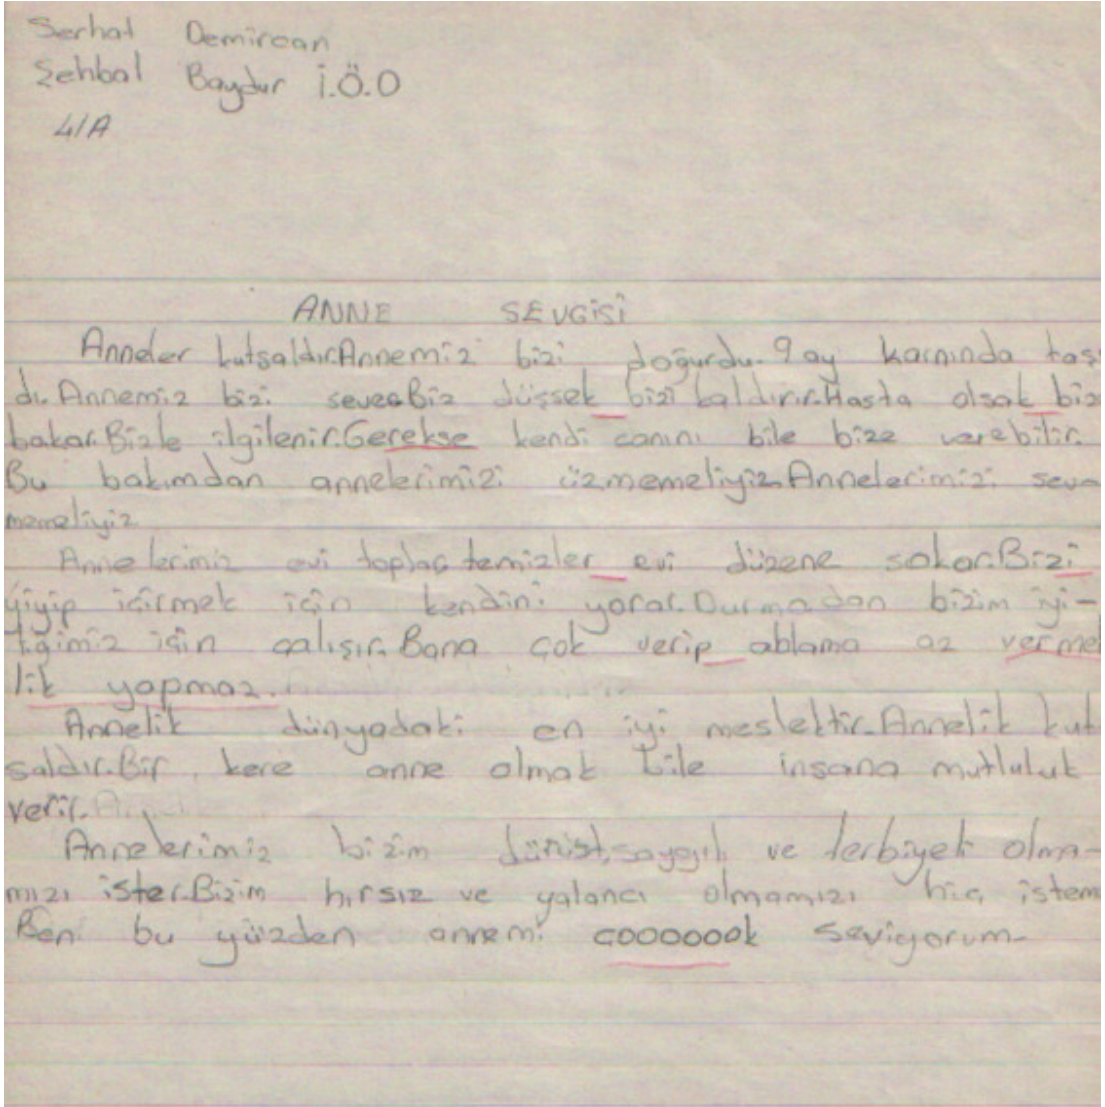 Serhat Demircan
Şehbal Baydur İ.Ö.O
4/A
ANNE SEVGİSİ
Anneler kutsaldır.Annemiz bizi doğurdu.9 ay karnında taşı
dı.Annemiz bizi sever.Biz düşsek bizi kaldırır.Hasta olsak biz
bakar.Bizle ilgilenir.Gerekse kendi canını bile bize verebilir.
Bu bakımdan annelerimizi üzmemeliyiz.Annelerimizi seve
memeliyiz
Annelerimiz evi toplar, temizler evi düzene sokar.Bizi
yiyip içirmek için kendini yorar.Durmadan bizim iyi-
liğimiz için çalışır.Bana çok verip ablama az vermek
lik yapmaz.
Annelik dünyadaki en iyi meslektir.Annelik kut
saldır.Bir kere anne olmak bile insana mutluluk
verir.
Annelerimiz bizim dürüst,saygılı ve terbiyeli olma-
mızı ister.Bizim hırsız ve yalancı olmamızı hiç istem
Ben bu yüzden annemi çooooook seviyorum.